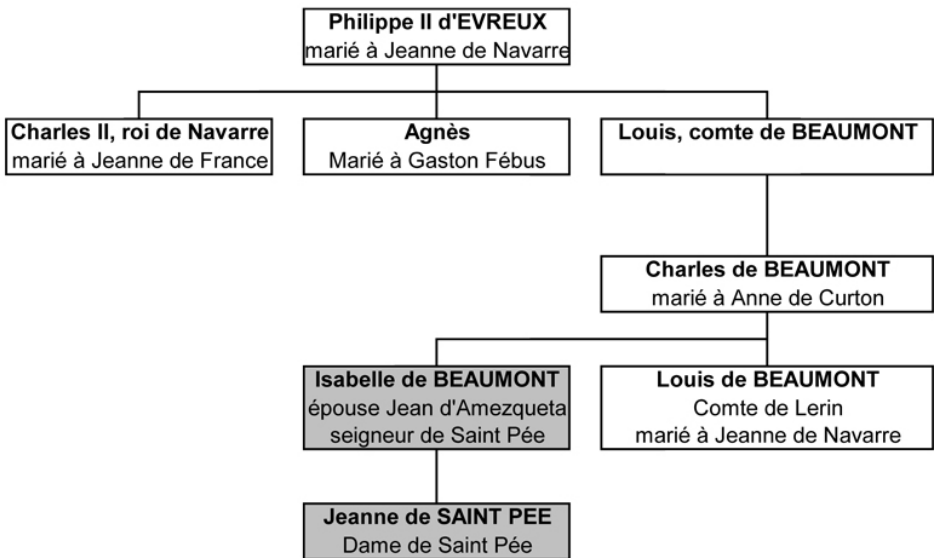 Philippe II d'EVREUX
marié à Jeanne de Navarre
Charles II, roi de Navarre
marié à Jeanne de France
Agnès
Marié à Gaston Fébus
Louis, comte de BEAUMONT
Charles de BEAUMONT
marié à Anne de Curton
Isabelle de BEAUMONT
épouse Jean d'Amezqueta
seigneur de Saint Pée
Louis de BEAUMONT
Comte de Lerin
marié à Jeanne de Navarre
Jeanne de SAINT PEE
Dame de Saint Pée